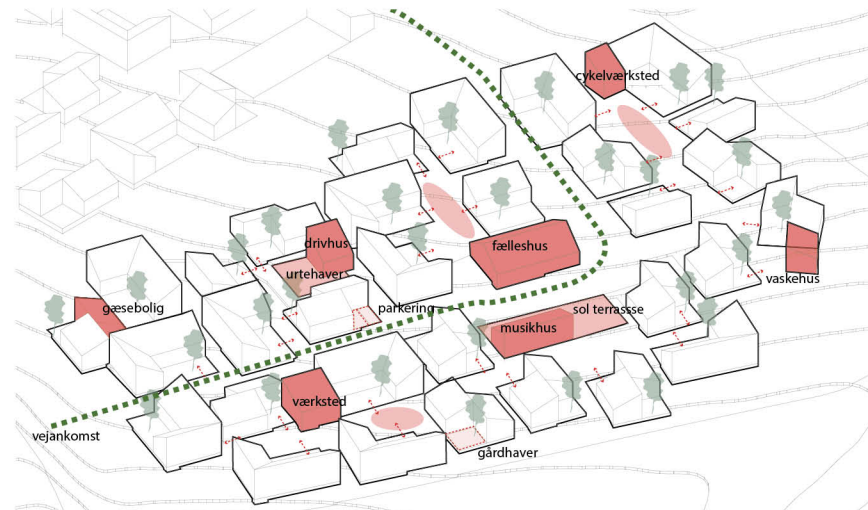 cykelværksted
drivhus
fælleshus
urtehaver
vaskehus
gæsebolig
parkering
sol terrassse
musikhus
værksted
vejankomst
gårdhaver